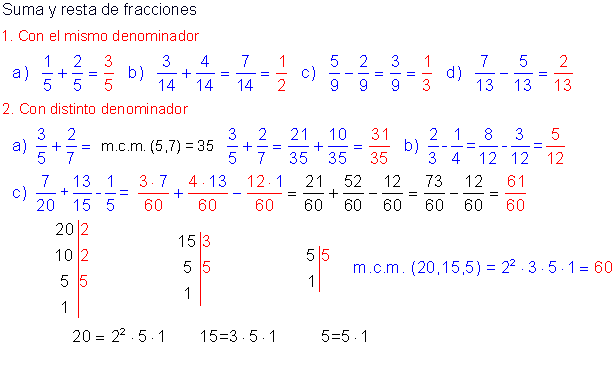 Suma y resta de fracciones
1. Con el mismo denominador
a) 1/5 + 2/5 = 3/5 b) 3/14 + 4/14 = 7/14 = 1/2 c) 5/9 - 2/9 = 3/9 = 1/3 d) 7/13 - 5/13 = 2/13
2. Con distinto denominador
a) 3/5 + 2/7 = m.c.m. (5,7) = 35 3/5 + 2/7 = 21/35 + 10/35 = 31/35 b) 2/3 - 1/4 = 8/12 - 3/12 = 5/12
c) 7/20 + 13/15 - 1/5 = 3·7/60 + 4·13/60 - 12·1/60 = 21/60 + 52/60 - 12/60 = 73/60 - 12/60 = 61/60
20 | 2
10 | 2
5 | 5
1
15 | 3
5 | 5
1
5 | 5
1
m.c.m. (20,15,5) = 2² · 3 · 5 · 1 = 60
20 = 2² · 5 · 1 15=3 · 5 · 1 5=5 · 1